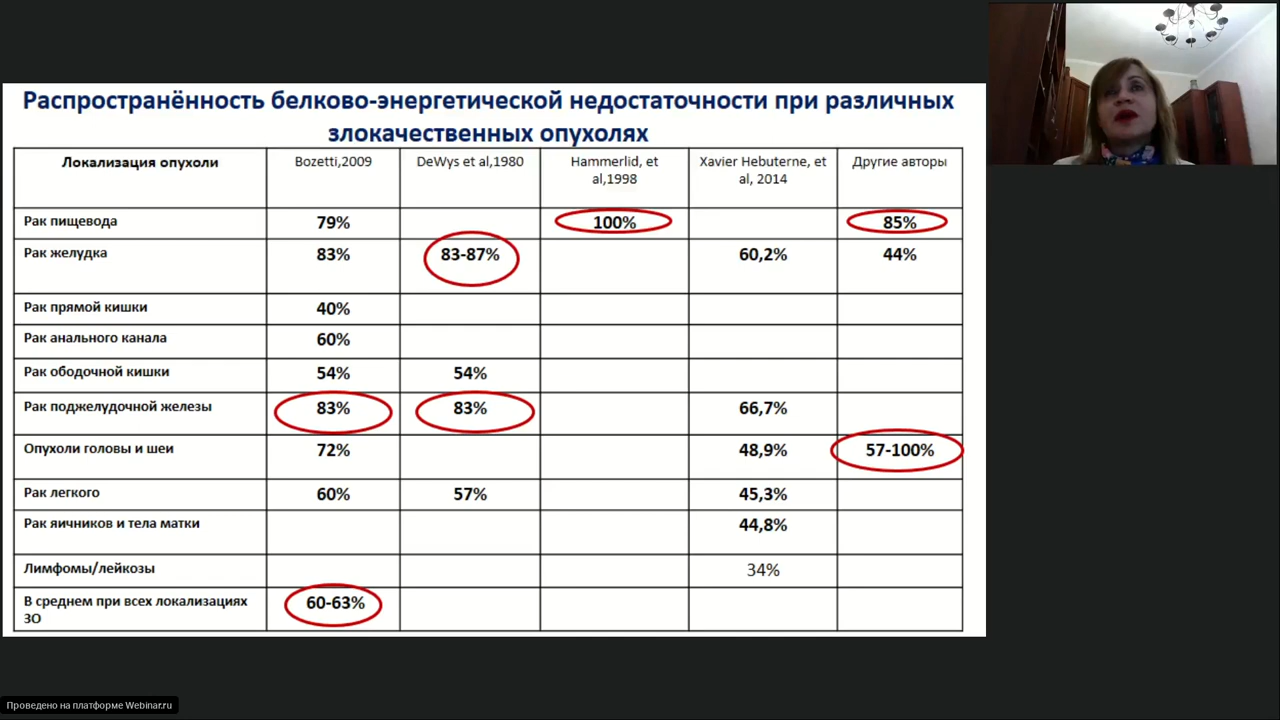 Распространённость белково-энергетической недостаточности при различных
злокачественных опухолях
Локализация опухоли
Bozetti,2009
DeWys et al,1980
Hammerlid, et
al,1998
Xavier Hebuterne, et
al, 2014
Другие авторы
Рак пищевода
79%
100%
85%
Рак желудка
83%
83-87%
60,2%
44%
Рак прямой кишки
40%
Рак анального канала
60%
Рак ободочной кишки
54%
54%
Рак поджелудочной железы
83%
83%
66,7%
Опухоли головы и шеи
72%
48,9%
57-100%
Рак легкого
60%
57%
45,3%
Рак яичников и тела матки
44,8%
Лимфомы/лейкозы
34%
В среднем при всех локализациях
ЗО
60-63%
Проведено на платформе Webinar.ru